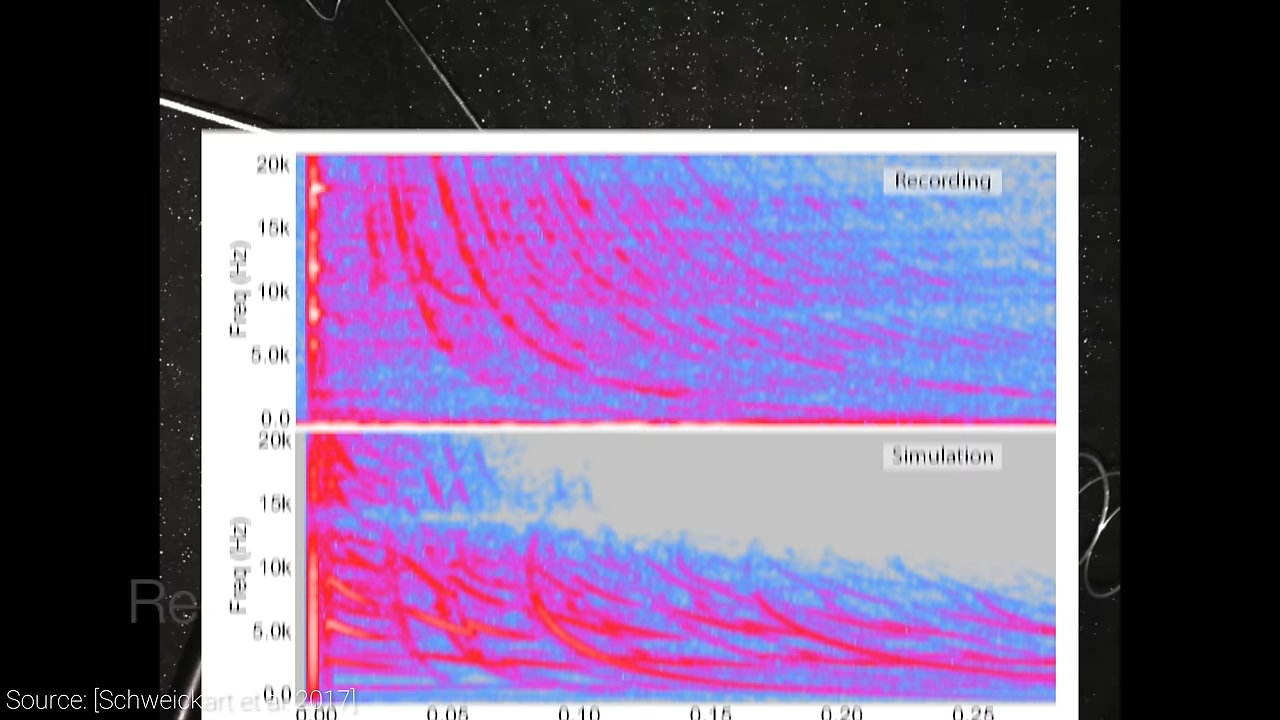 20k
Recording
15k
Freq (Hz)
10k
5.0k
0.0
20k
Simulation
15k
Freq (Hz)
10k
5.0k
0.0
Re
Source: [Schweickart et al. 2017]
0.00 0.05 0.10 0.15 0.20 0.25